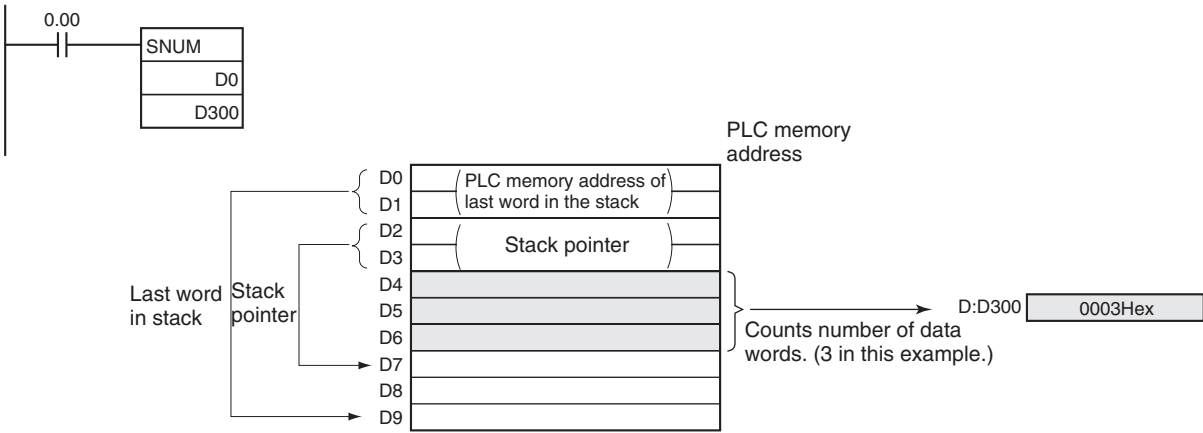 0.00
SNUM
D0
D300
PLC memory
address
D0
D1
D2
D3
D4
D5
D6
D7
D8
D9
PLC memory address of
last word in the stack
Stack pointer
Last word
in stack
Stack
pointer
Counts number of data
words. (3 in this example.)
D:D300
0003Hex